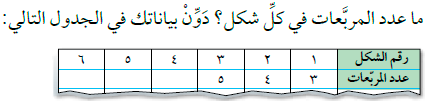 ما عدد المربَّعات في كلِّ شكل؟ دَوِّنْ بياناتك في الجدول التالي:
رقم الشكل ١ ٢ ٣ ٤ ٥ ٦
عدد المربّعات ٣ ٤ ٥